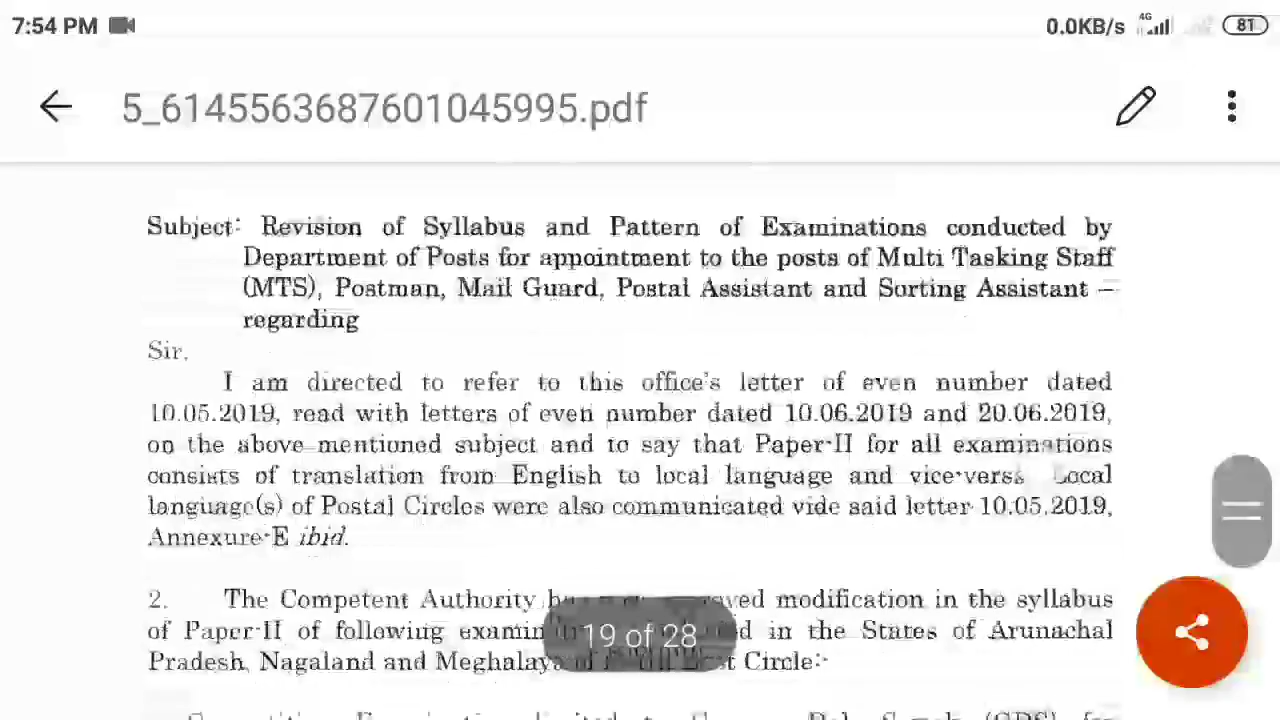 7:54 PM
0.0KB/s 4G 81
5_6145563687601045995.pdf
Subject: Revision of Syllabus and Pattern of Examinations conducted by
Department of Posts for appointment to the posts of Multi Tasking Staff
(MTS), Postman, Mail Guard, Postal Assistant and Sorting Assistant –
regarding
Sir,
I am directed to refer to this office's letter of even number dated
10.05.2019, read with letters of even number dated 10.06.2019 and 20.06.2019,
on the above mentioned subject and to say that Paper-II for all examinations
consists of translation from English to local language and vice-versa Local
language(s) of Postal Circles were also communicated vide said letter 10.05.2019,
Annexure-E ibid.
2. The Competent Authority modification in the syllabus
of Paper-II of following in the States of Arunachal
Pradesh, Nagaland and Meghalaya Circle:-
19 of 28